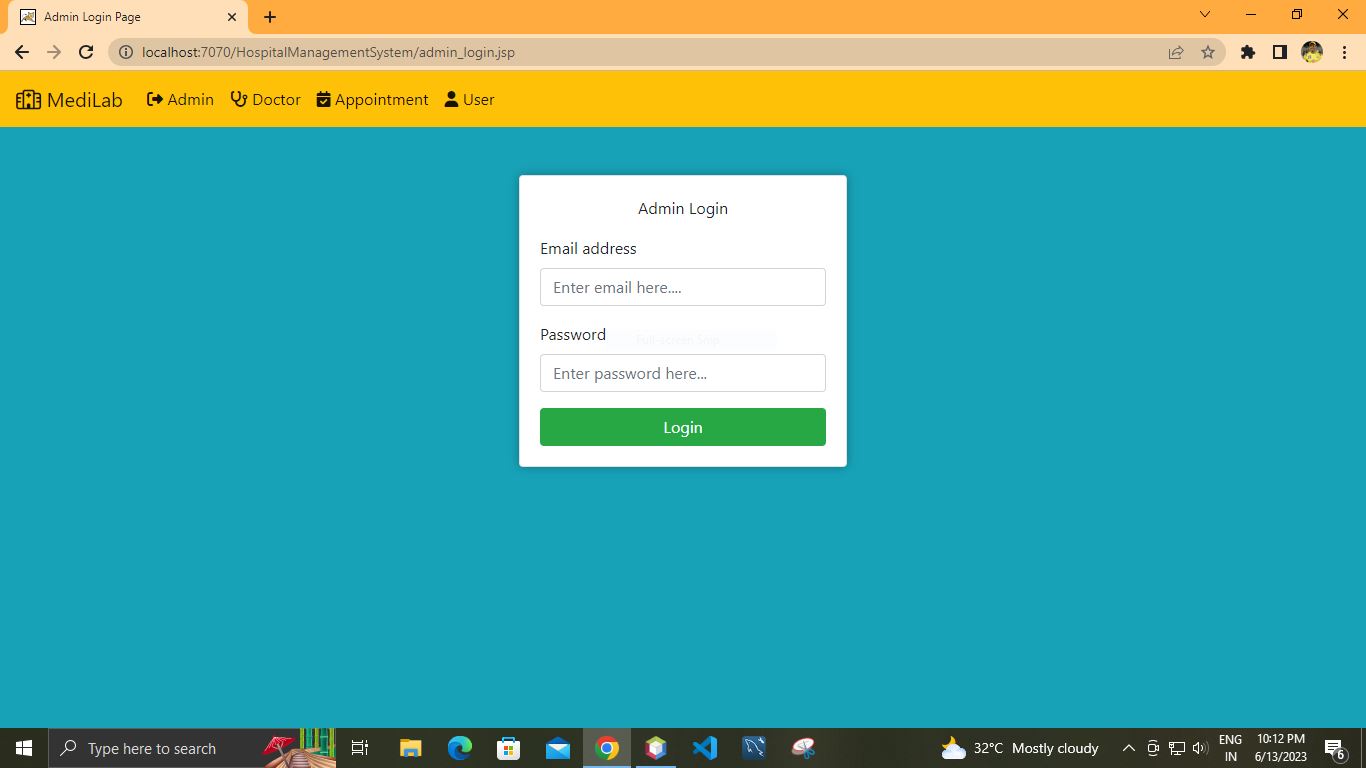 Admin Login Page
localhost:7070/HospitalManagementSystem/admin_login.jsp
MediLab Admin Doctor Appointment User
Admin Login
Email address
Enter email here....
Password
Full-screen Snip
Enter password here...
Login
Type here to search
32°C Mostly cloudy
ENG
IN
10:12 PM
6/13/2023
6